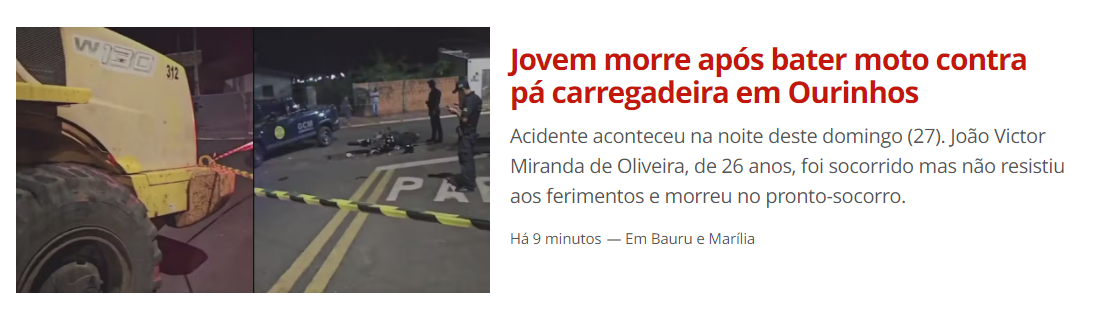 W130
312
GCM
PA
Jovem morre após bater moto contra
pá carregadeira em Ourinhos
Acidente aconteceu na noite deste domingo (27). João Victor
Miranda de Oliveira, de 26 anos, foi socorrido mas não resistiu
aos ferimentos e morreu no pronto-socorro.
Há 9 minutos — Em Bauru e Marília